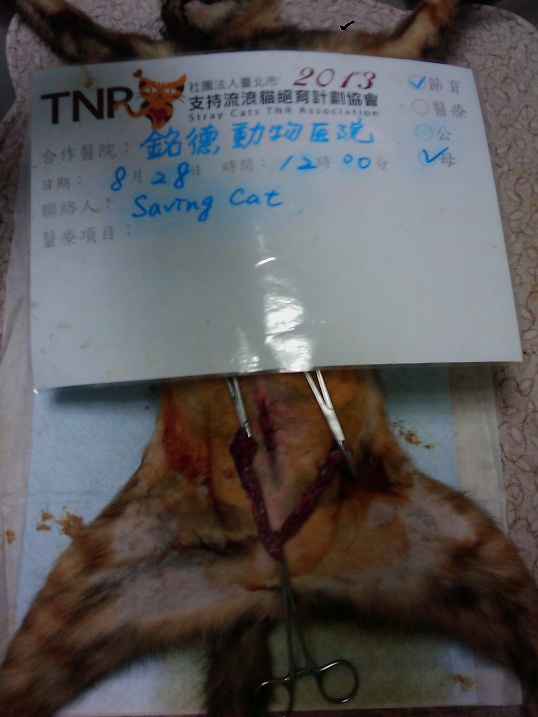 TNR 社團法人臺北市 2013
支持流浪貓絕育計劃協會
Stray Cats TNR Association
節育
醫療
公
母
合作醫院：銘德動物医院
日期：8月28日 時間：12時00分
聯絡人：Saving Cat
醫療項目：